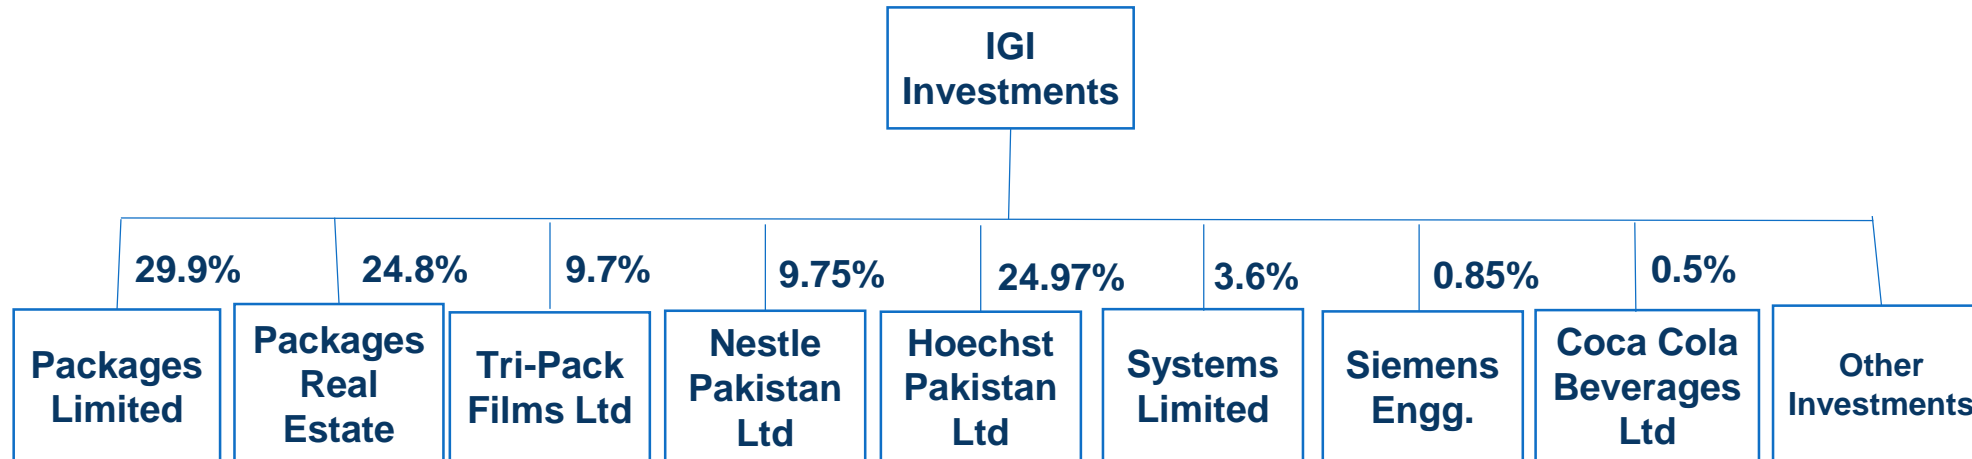 IGI
Investments
29.9%
24.8%
9.7%
9.75%
24.97%
3.6%
0.85%
0.5%
Packages
Limited
Packages
Real
Estate
Tri-Pack
Films Ltd
Nestle
Pakistan
Ltd
Hoechst
Pakistan
Ltd
Systems
Limited
Siemens
Engg.
Coca Cola
Beverages
Ltd
Other
Investments